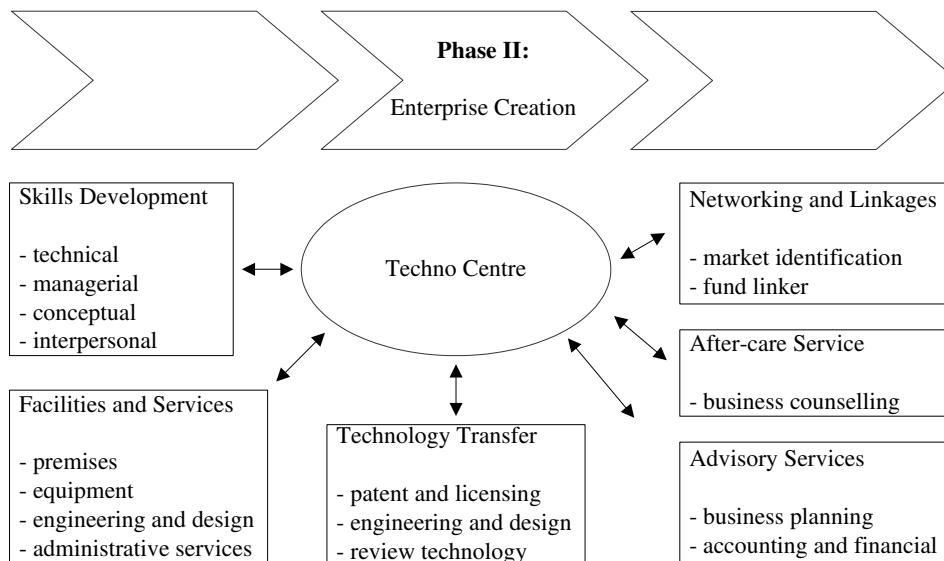 Phase II:
Enterprise Creation
Skills Development
- technical
- managerial
- conceptual
- interpersonal
Techno Centre
Networking and Linkages
- market identification
- fund linker
After-care Service
- business counselling
Facilities and Services
- premises
- equipment
- engineering and design
- administrative services
Technology Transfer
- patent and licensing
- engineering and design
- review technology
Advisory Services
- business planning
- accounting and financial